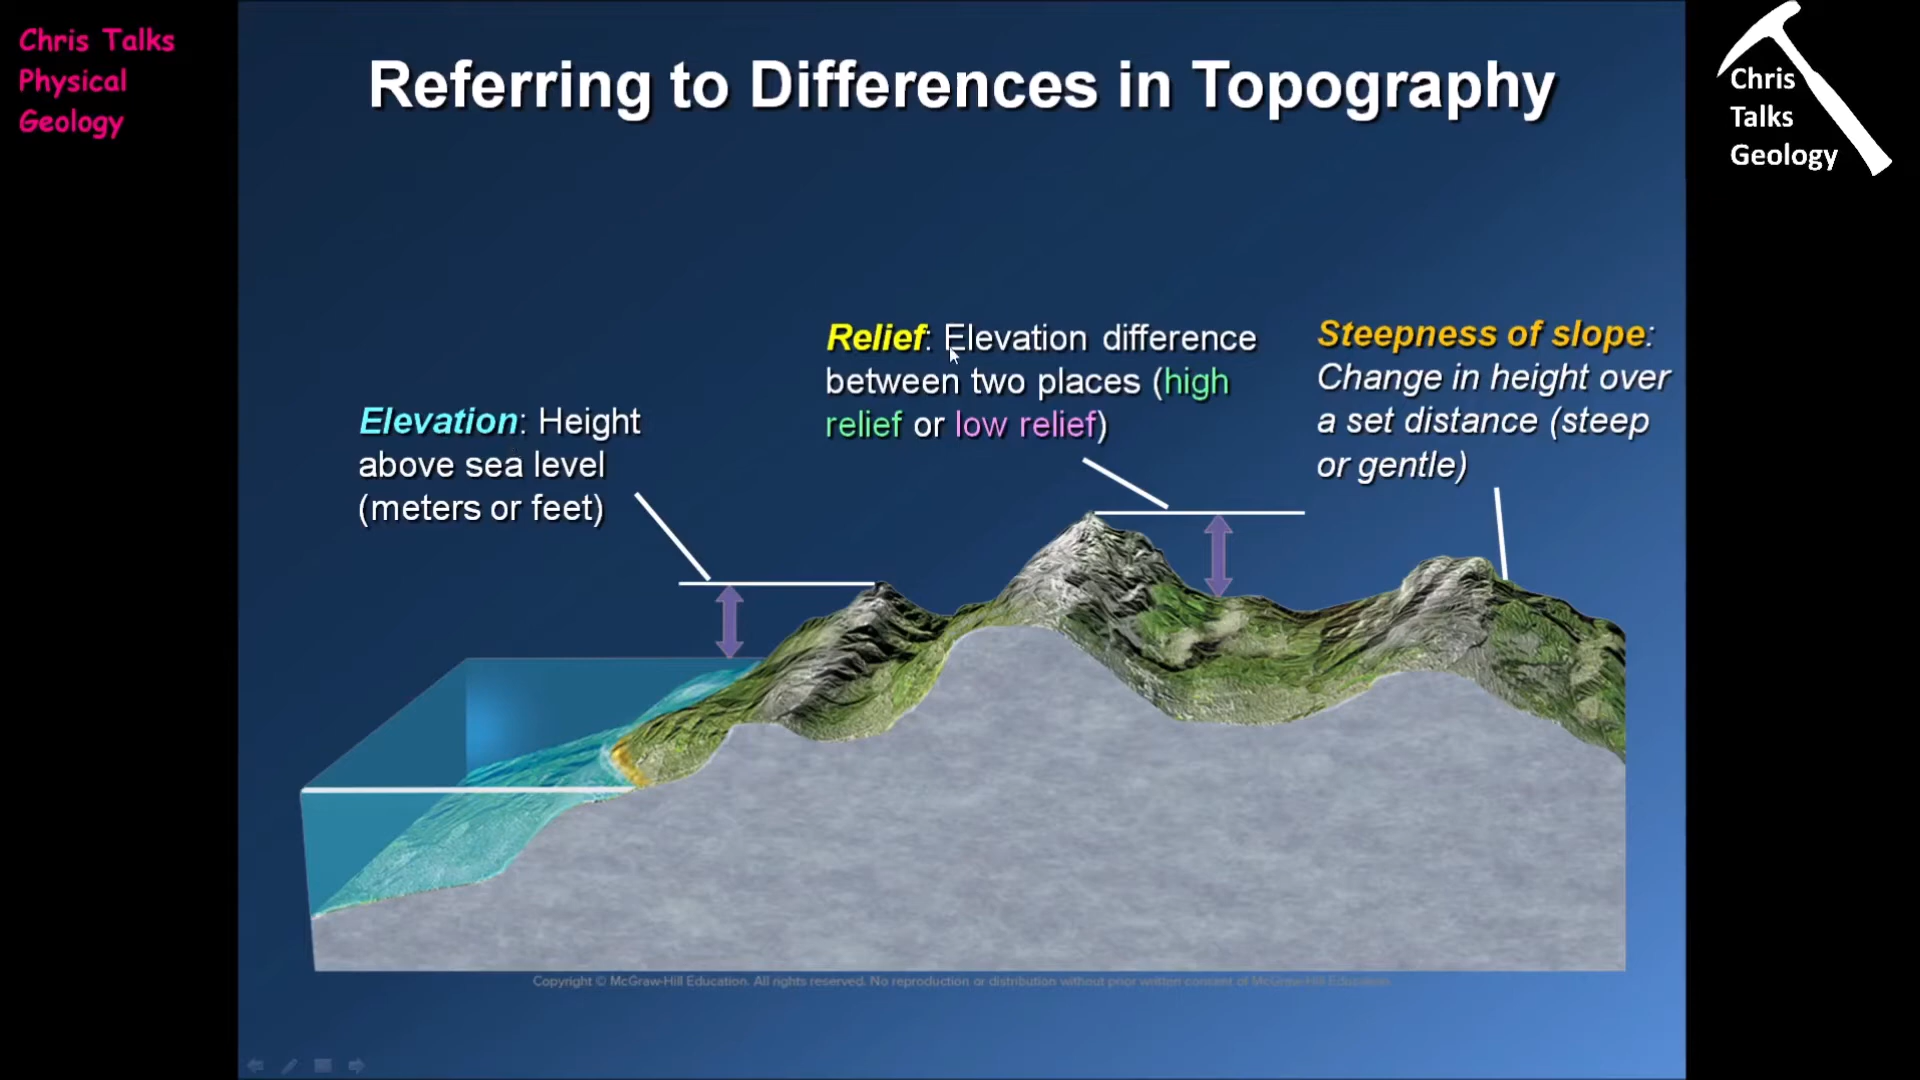 Chris Talks
Physical
Geology
Referring to Differences in Topography
Chris
Talks
Geology
Elevation: Height
above sea level
(meters or feet)
Relief: Elevation difference
between two places (high
relief or low relief)
Steepness of slope:
Change in height over
a set distance (steep
or gentle)
Copyright © McGraw-Hill Education. All rights reserved. No reproduction or distribution without prior written consent of McGraw-Hill Education.